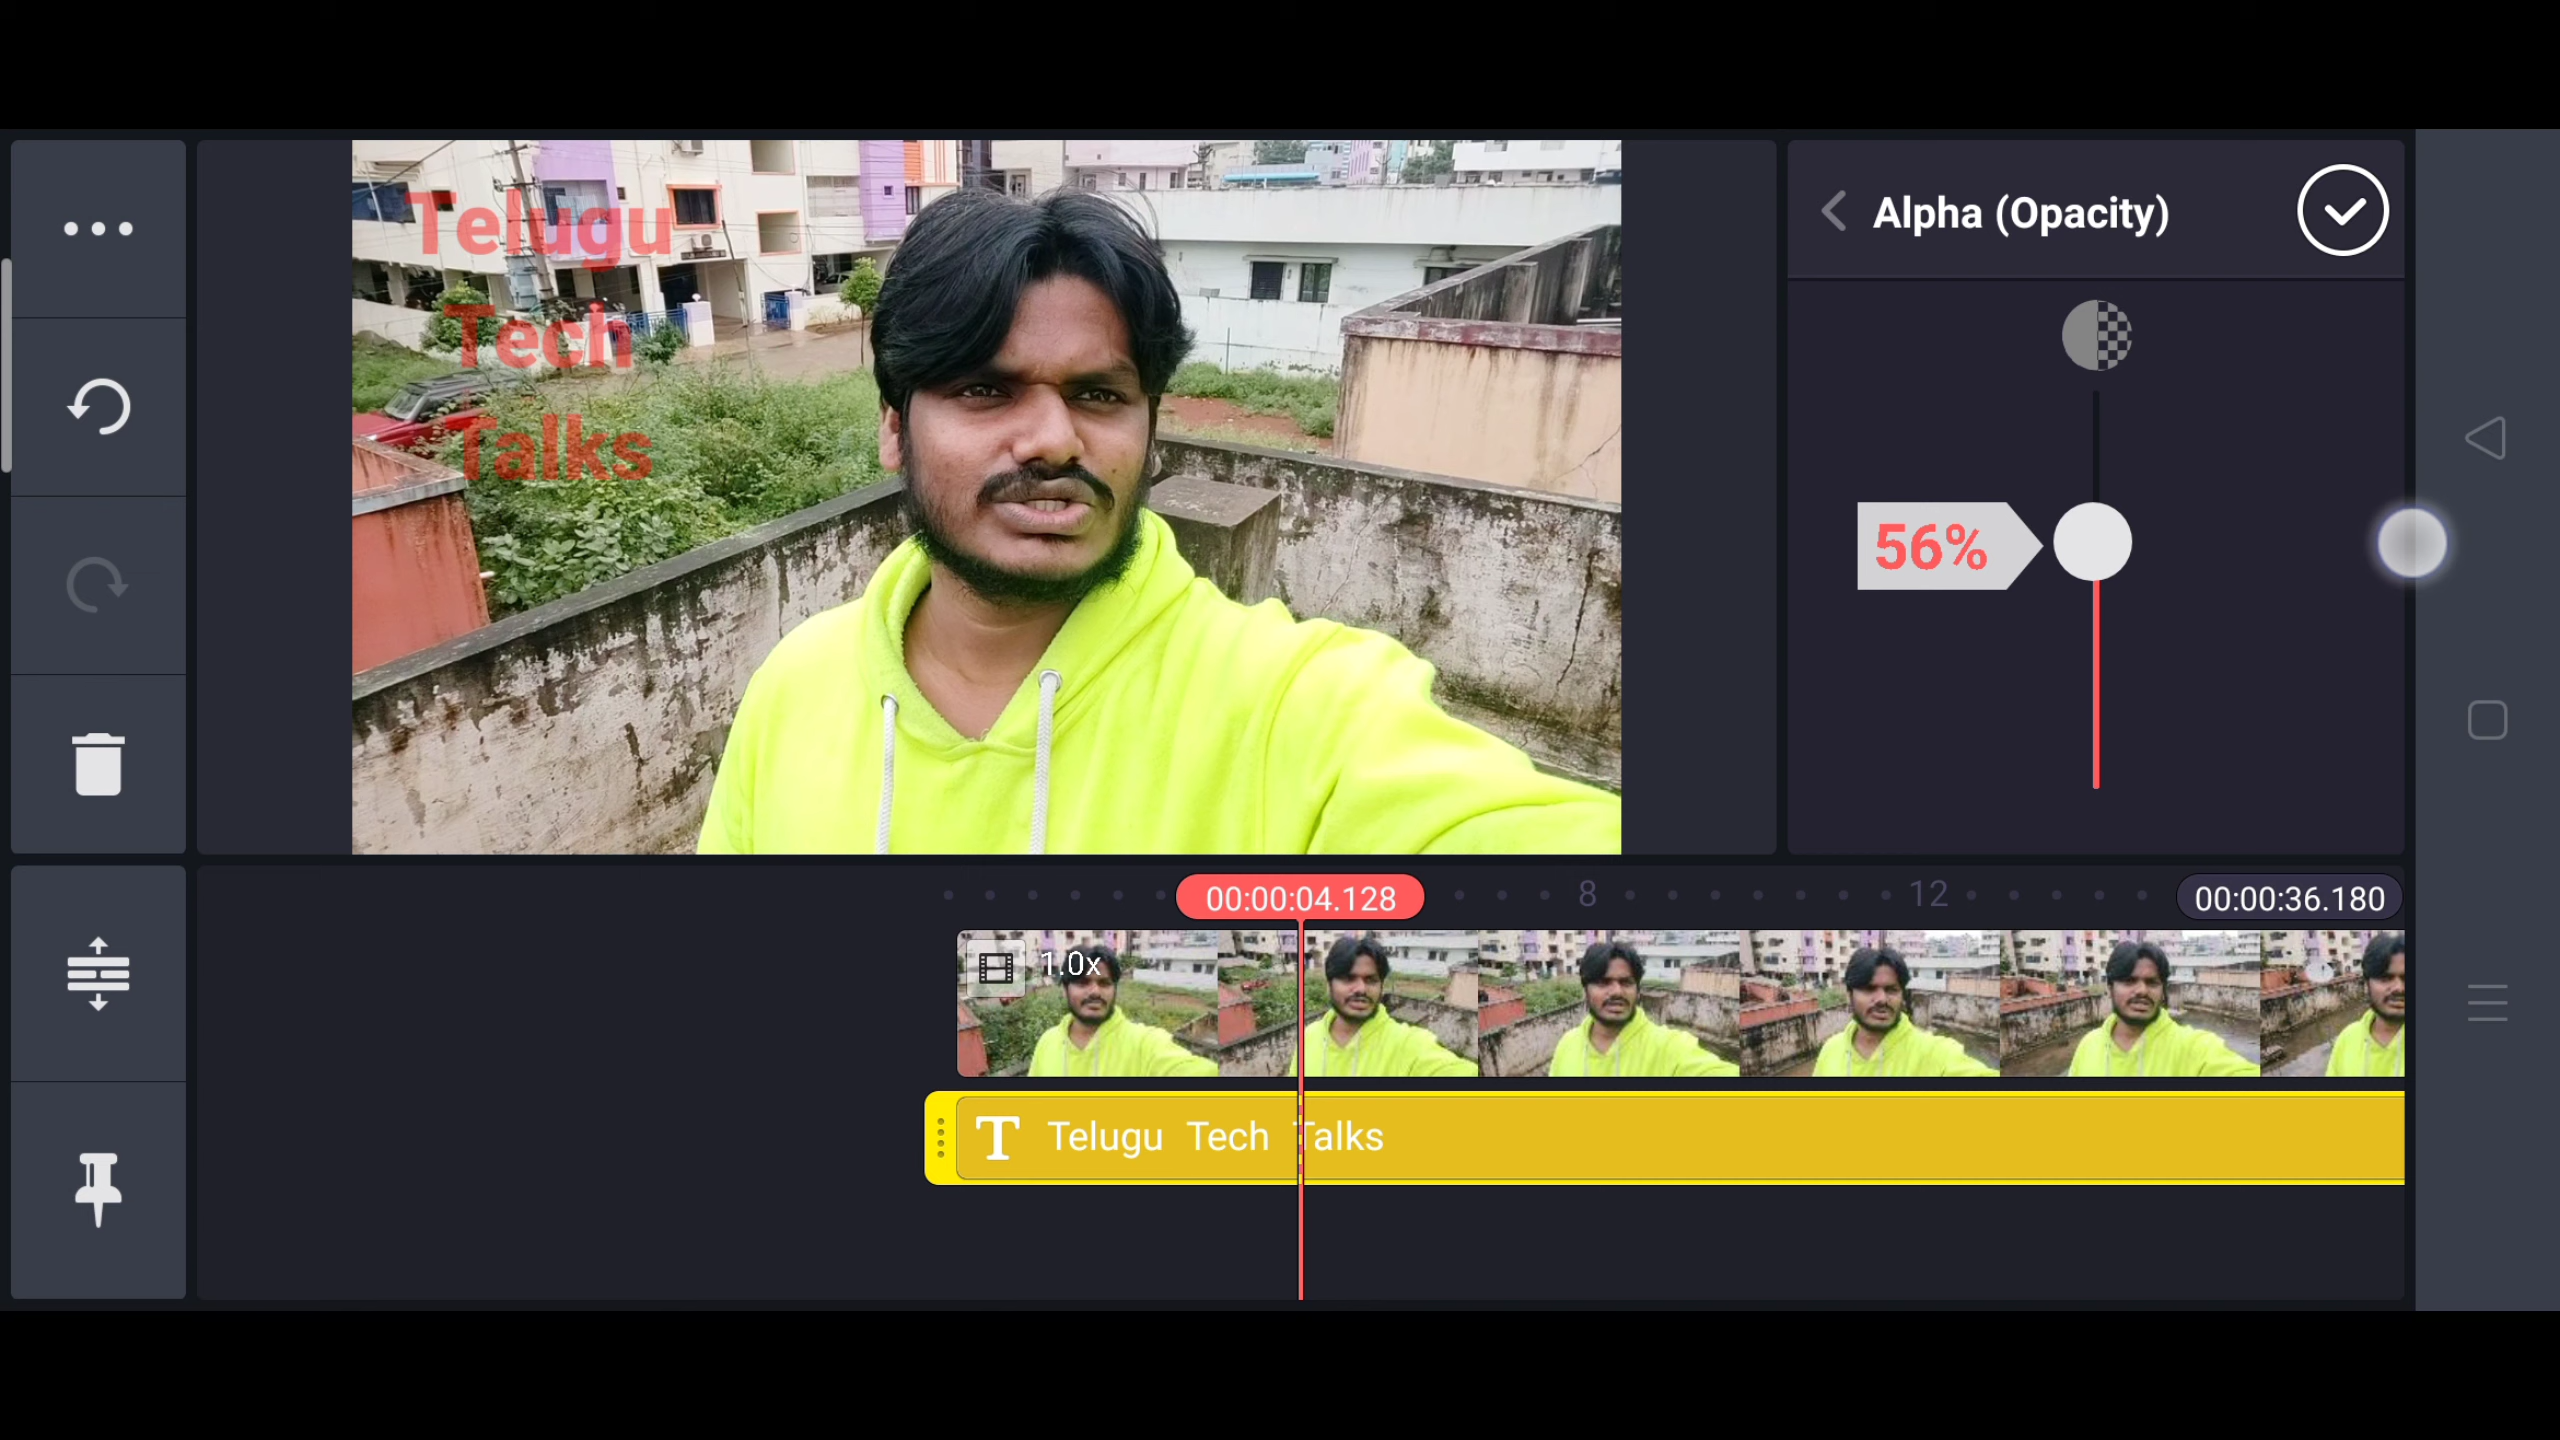 Telugu
Tech
Talks
Alpha (Opacity)
56%
00:00:04.128
8
12
00:00:36.180
1.0x
T Telugu Tech Talks